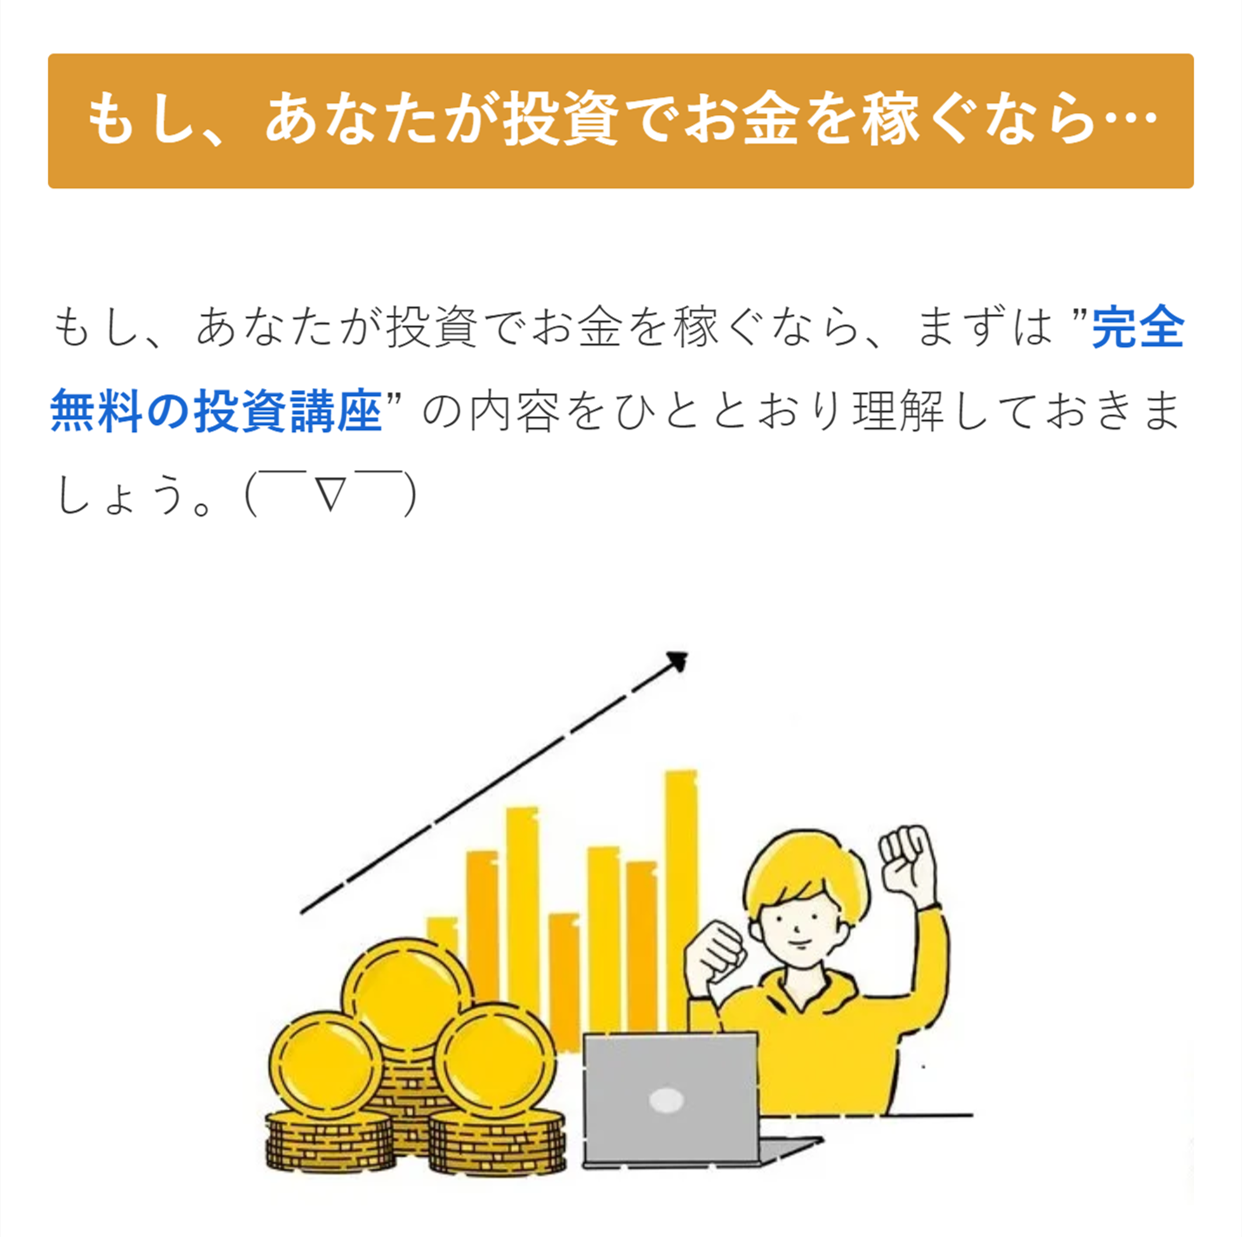 もし、あなたが投資でお金を稼ぐなら…
もし、あなたが投資でお金を稼ぐなら、まずは ”完全
無料の投資講座” の内容をひととおり理解しておきま
しょう。(￣∇￣)